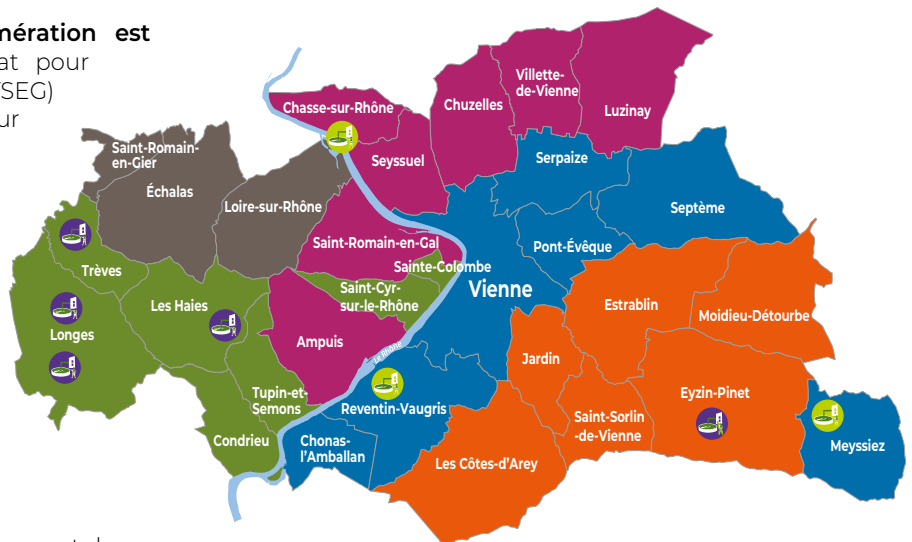 mération est
at pour
/SEG)
ur
Villette-
de-Vienne
Chasse-sur-Rhône
Chuzelles
Luzinay
Saint-Romain-
en-Gier
Seyssuel
Serpaize
Échalas
Loire-sur-Rhône
Septème
Saint-Romain-en-Gal
Pont-Évêque
Sainte-Colombe
Trèves
Vienne
Saint-Cyr-
sur-le-Rhône
Les Haies
Estrablin
Moidieu-Détourbe
Longes
Ampuis
Le Rhône
Jardin
Tupin-et-
Semons
Reventin-Vaugris
Eyzin-Pinet
Condrieu
Chonas-
l'Amballan
Saint-Sorlin
-de-Vienne
Meyssiez
Les Côtes-d'Arey